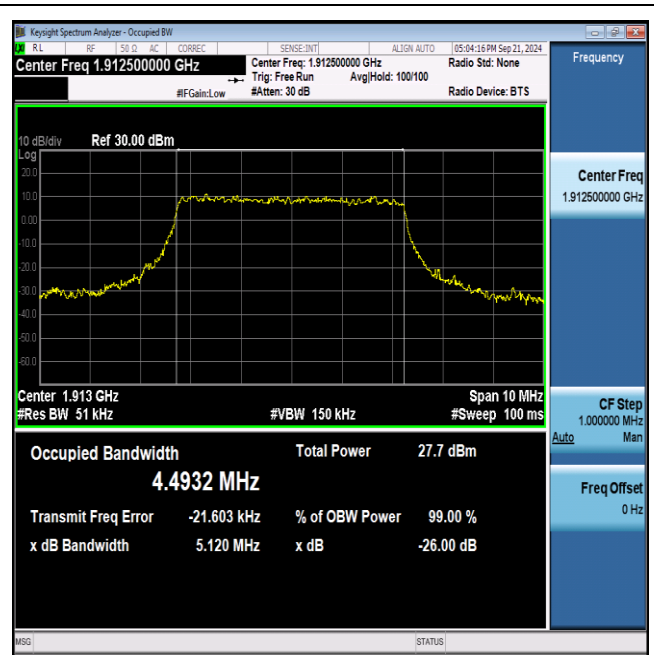 Keysight Spectrum Analyzer - Occupied BW
RL RF 50 Ω AC CORREC SENSE:INT ALIGN AUTO 05:04:16 PM Sep 21, 2024
Center Freq 1.912500000 GHz Center Freq: 1.912500000 GHz Radio Std: None
Trig: Free Run Avg|Hold: 100/100
#IFGain:Low #Atten: 30 dB Radio Device: BTS
10 dB/div Ref 30.00 dBm
Log
20.0
10.0
0.00
-10.0
-20.0
-30.0
-40.0
-50.0
-60.0
Center 1.913 GHz Span 10 MHz
#Res BW 51 kHz #VBW 150 kHz #Sweep 100 ms
Occupied Bandwidth Total Power 27.7 dBm
4.4932 MHz
Transmit Freq Error -21.603 kHz % of OBW Power 99.00 %
x dB Bandwidth 5.120 MHz x dB -26.00 dB
Frequency
Center Freq
1.912500000 GHz
CF Step
1.000000 MHz
Auto Man
Freq Offset
0 Hz
MSG STATUS